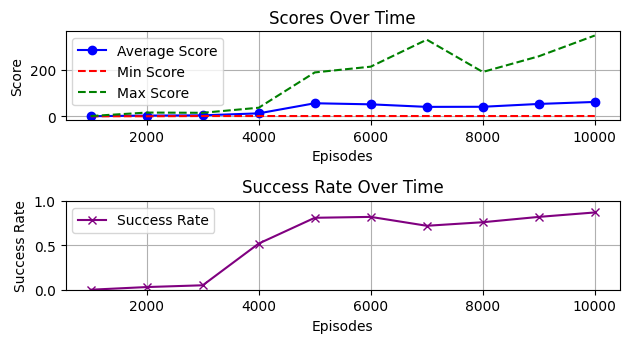 Scores Over Time
Score
200
0
Average Score
Min Score
Max Score
2000 4000 6000 8000 10000
Episodes
Success Rate Over Time
Success Rate
1.0
0.5
0.0
Success Rate
2000 4000 6000 8000 10000
Episodes